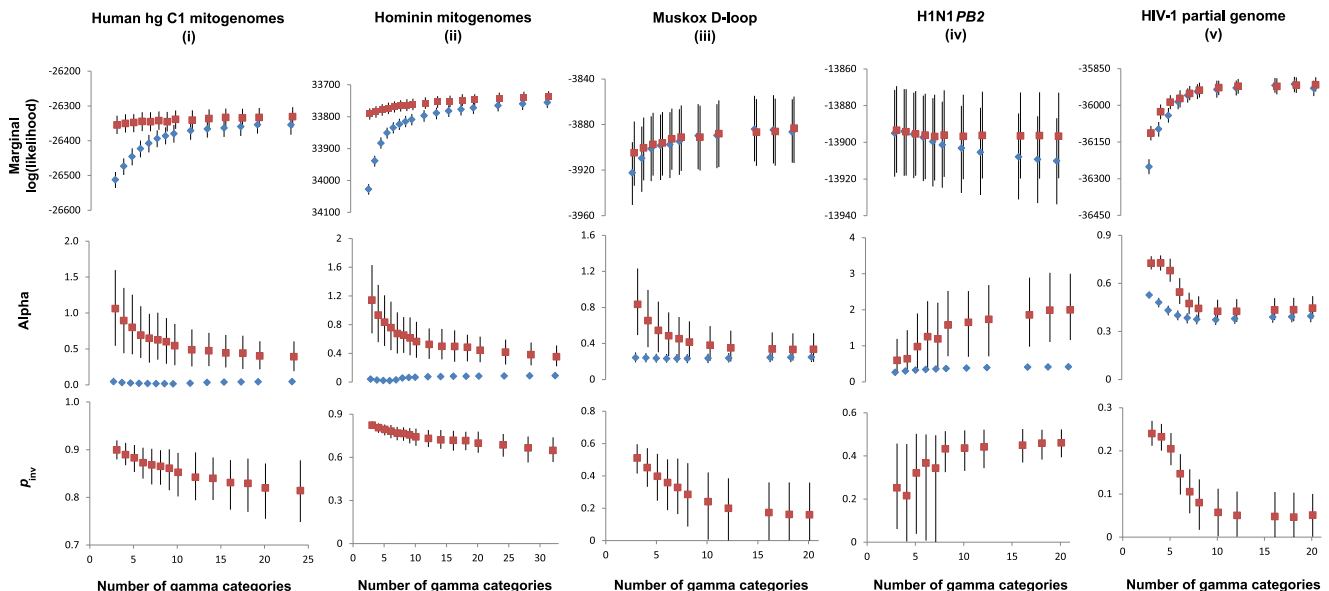 Human hg C1 mitogenomes
(i)
Hominin mitogenomes
(ii)
Muskox D-loop
(iii)
H1N1 PB2
(iv)
HIV-1 partial genome
(v)
Marginal
log(likelihood)
-26200
-26300
-26400
-26500
-26600
33700
33800
33900
34000
34100
-3840
-3880
-3920
-3960
-13860
-13880
-13900
-13920
-13940
-35850
-36000
-36150
-36300
-36450
Alpha
2.0
1.5
1.0
0.5
0.0
2
1.6
1.2
0.8
0.4
0
1.6
1.2
0.8
0.4
0
4
3
2
1
0
0.9
0.6
0.3
0
pinv
1.0
0.9
0.8
0.7
0.9
0.6
0.3
0
0.8
0.6
0.4
0.2
0
0.6
0.4
0.2
0
0.3
0.2
0.1
0
0 5 10 15 20 25
0 5 10 15 20 25 30
0 5 10 15 20
0 5 10 15 20
0 5 10 15 20
Number of gamma categories
Number of gamma categories
Number of gamma categories
Number of gamma categories
Number of gamma categories